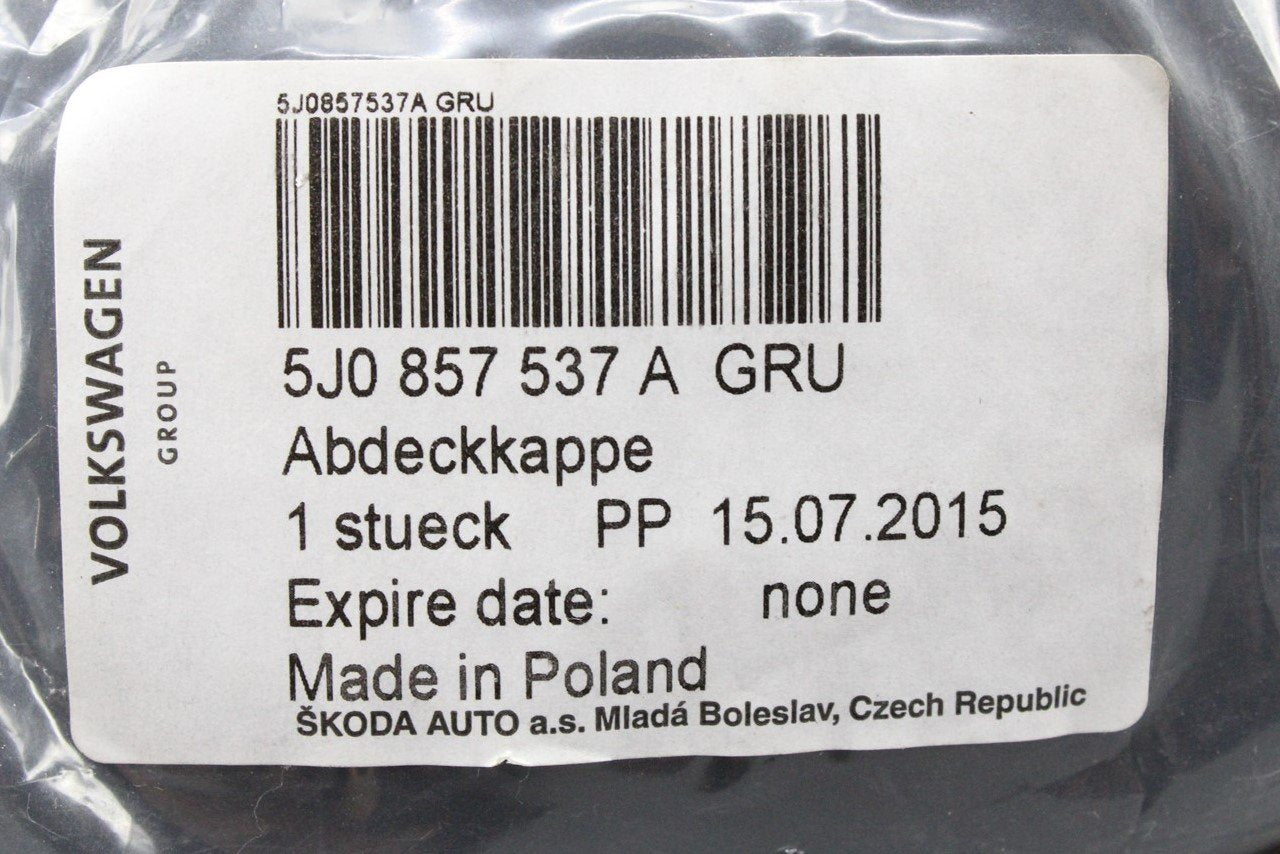 5J0857537A GRU
VOLKSWAGEN
GROUP
5J0 857 537 A GRU
Abdeckkappe
1 stueck PP 15.07.2015
Expire date: none
Made in Poland
ŠKODA AUTO a.s. Mladá Boleslav, Czech Republic